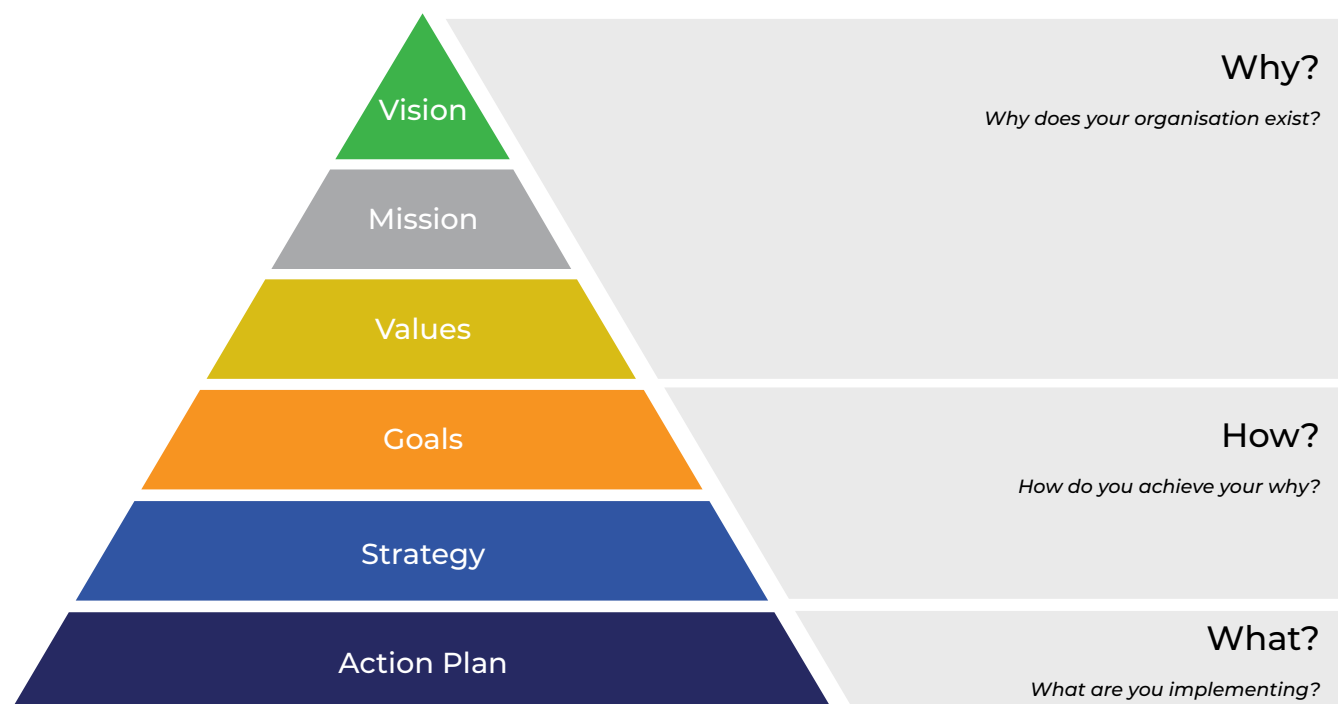 Vision
Mission
Values
Goals
Strategy
Action Plan
Why?
Why does your organisation exist?
How?
How do you achieve your why?
What?
What are you implementing?